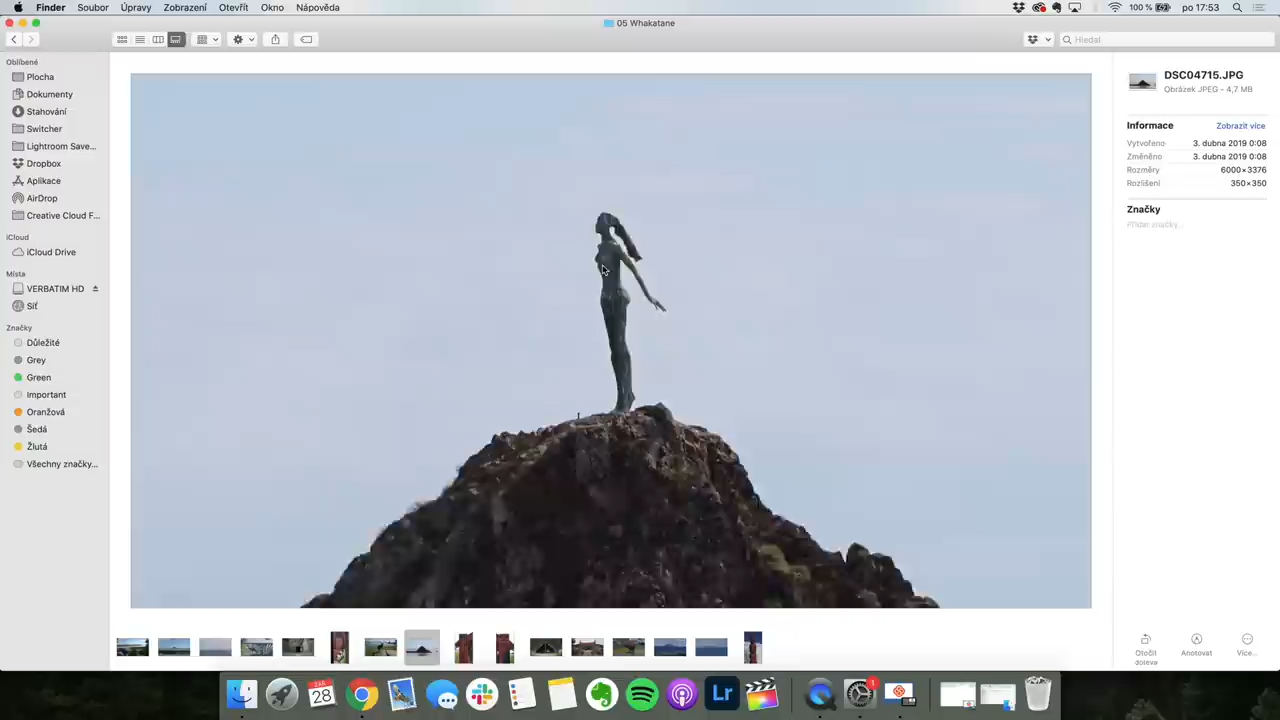 Finder Soubor Úpravy Zobrazení Otevřít Okno Nápověda 100 % po 17:53
05 Whakatane
Hledat
Oblíbené
Plocha
Dokumenty
Stahování
Switcher
Lightroom Save...
Dropbox
Aplikace
AirDrop
Creative Cloud F...
iCloud
iCloud Drive
Místa
VERBATIM HD
Síť
Značky
Důležité
Grey
Green
Important
Oranžová
Šedá
Žlutá
Všechny značky...
DSC04715.JPG
Obrázek JPEG – 4,7 MB
Informace Zobrazit více
Vytvořeno 3. dubna 2019 0:08
Změněno 3. dubna 2019 0:08
Rozměry 6000×3376
Rozlišení 350×350
Značky
Přidat značky...
Otočit doleva
Anotovat
Více...
ZÁŘ
28
Lr
1